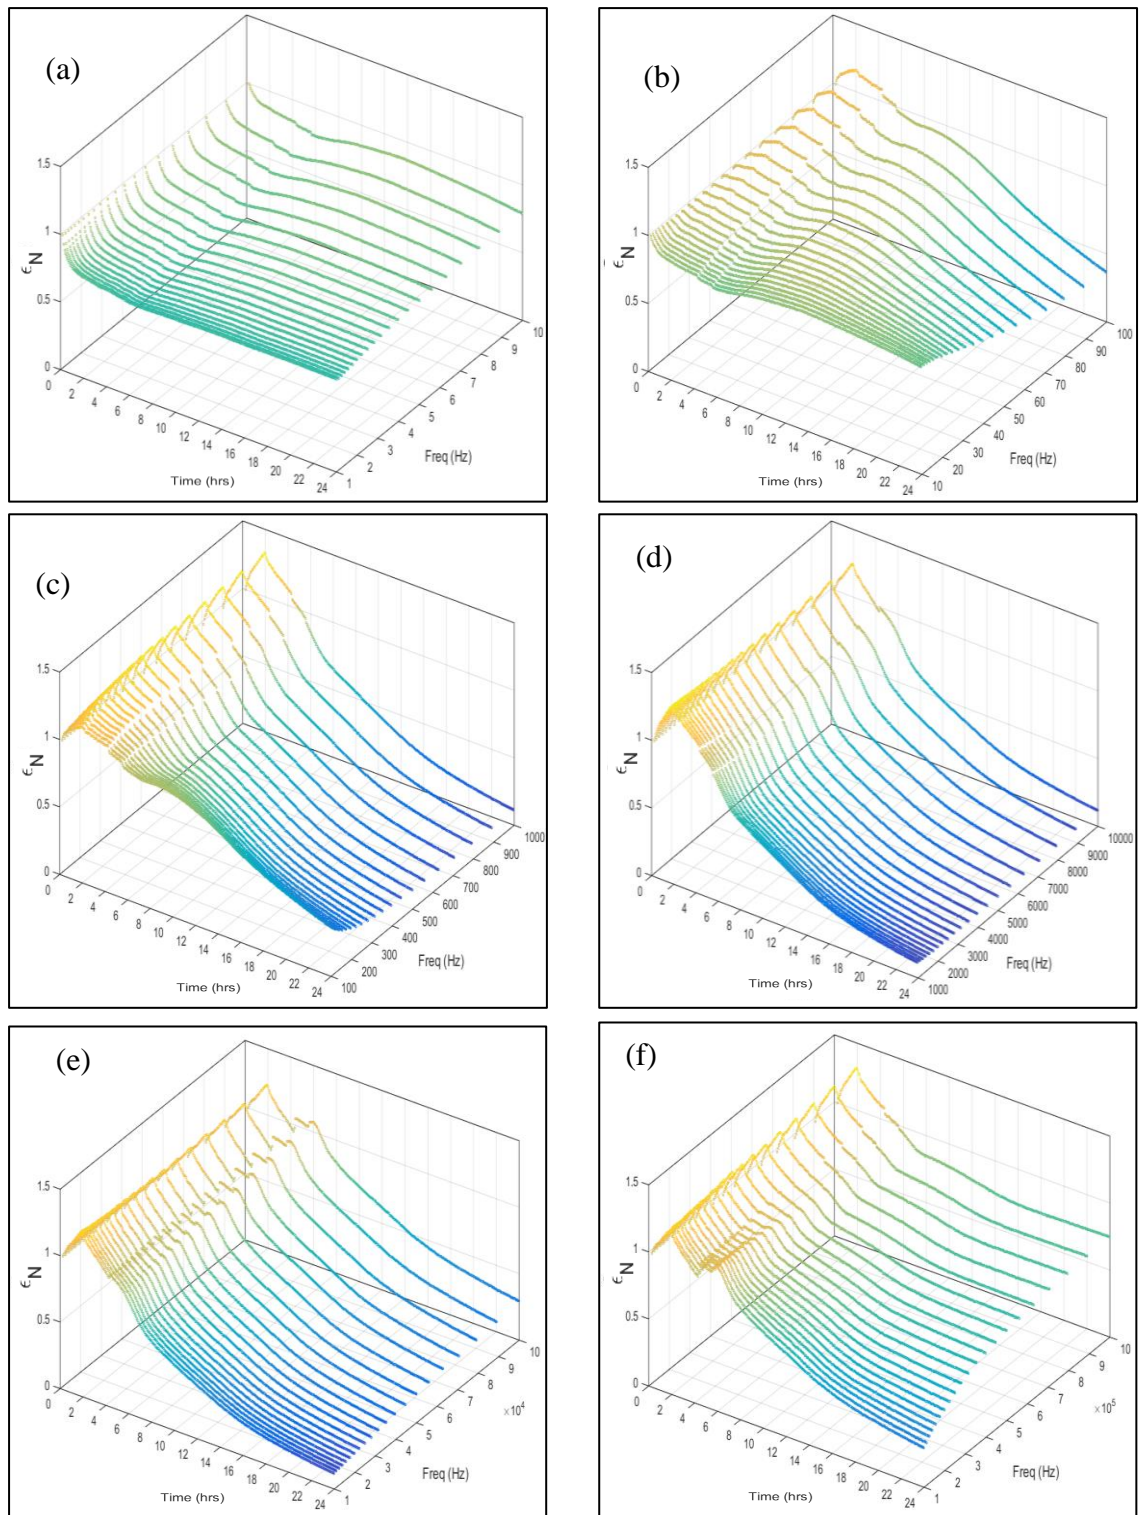 (a)
1.5
1
0.5
0
ϵN
0 2 4 6 8 10 12 14 16 18 20 22 24
Time (hrs)
1 2 3 4 5 6 7 8 9 10
Freq (Hz)
(b)
1.5
1
0.5
0
ϵN
0 2 4 6 8 10 12 14 16 18 20 22 24
Time (hrs)
10 20 30 40 50 60 70 80 90 100
Freq (Hz)
(c)
1.5
1
0.5
0
ϵN
0 2 4 6 8 10 12 14 16 18 20 22 24
Time (hrs)
100 200 300 400 500 600 700 800 900 1000
Freq (Hz)
(d)
1.5
1
0.5
0
ϵN
0 2 4 6 8 10 12 14 16 18 20 22 24
Time (hrs)
1000 2000 3000 4000 5000 6000 7000 8000 9000 10000
Freq (Hz)
(e)
1.5
1
0.5
0
ϵN
0 2 4 6 8 10 12 14 16 18 20 22 24
Time (hrs)
1 2 3 4 5 6 7 8 9 10
×10⁴
Freq (Hz)
(f)
1.5
1
0.5
0
ϵN
0 2 4 6 8 10 12 14 16 18 20 22 24
Time (hrs)
1 2 3 4 5 6 7 8 9 10
×10⁵
Freq (Hz)